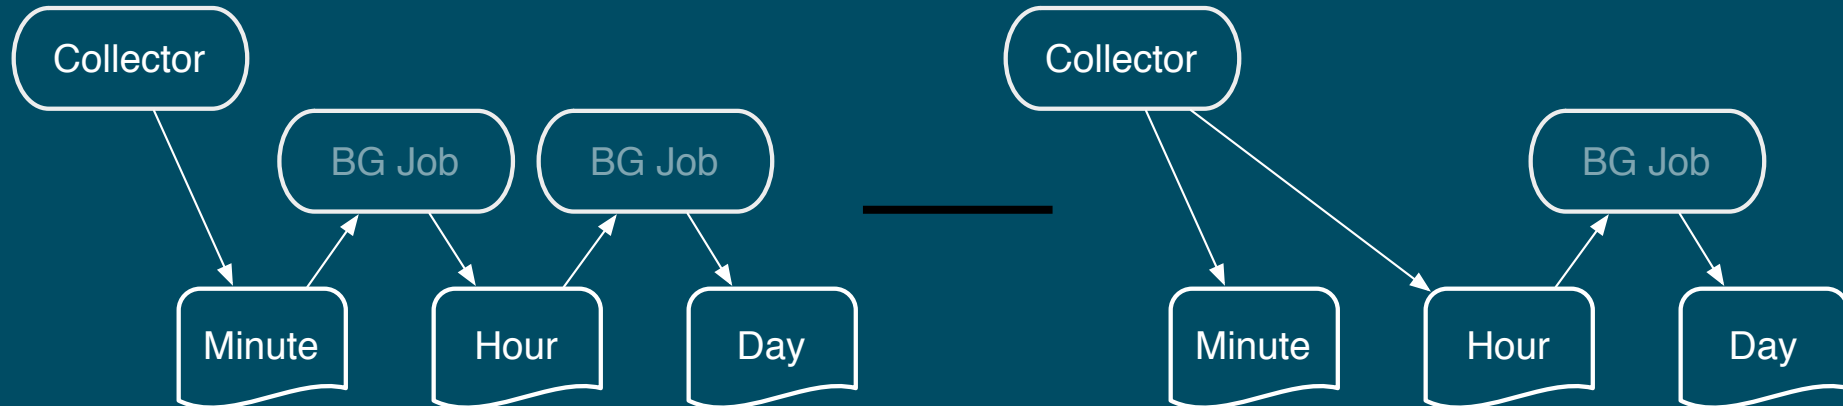 Collector
BG Job
BG Job
Minute
Hour
Day
Collector
BG Job
Minute
Hour
Day